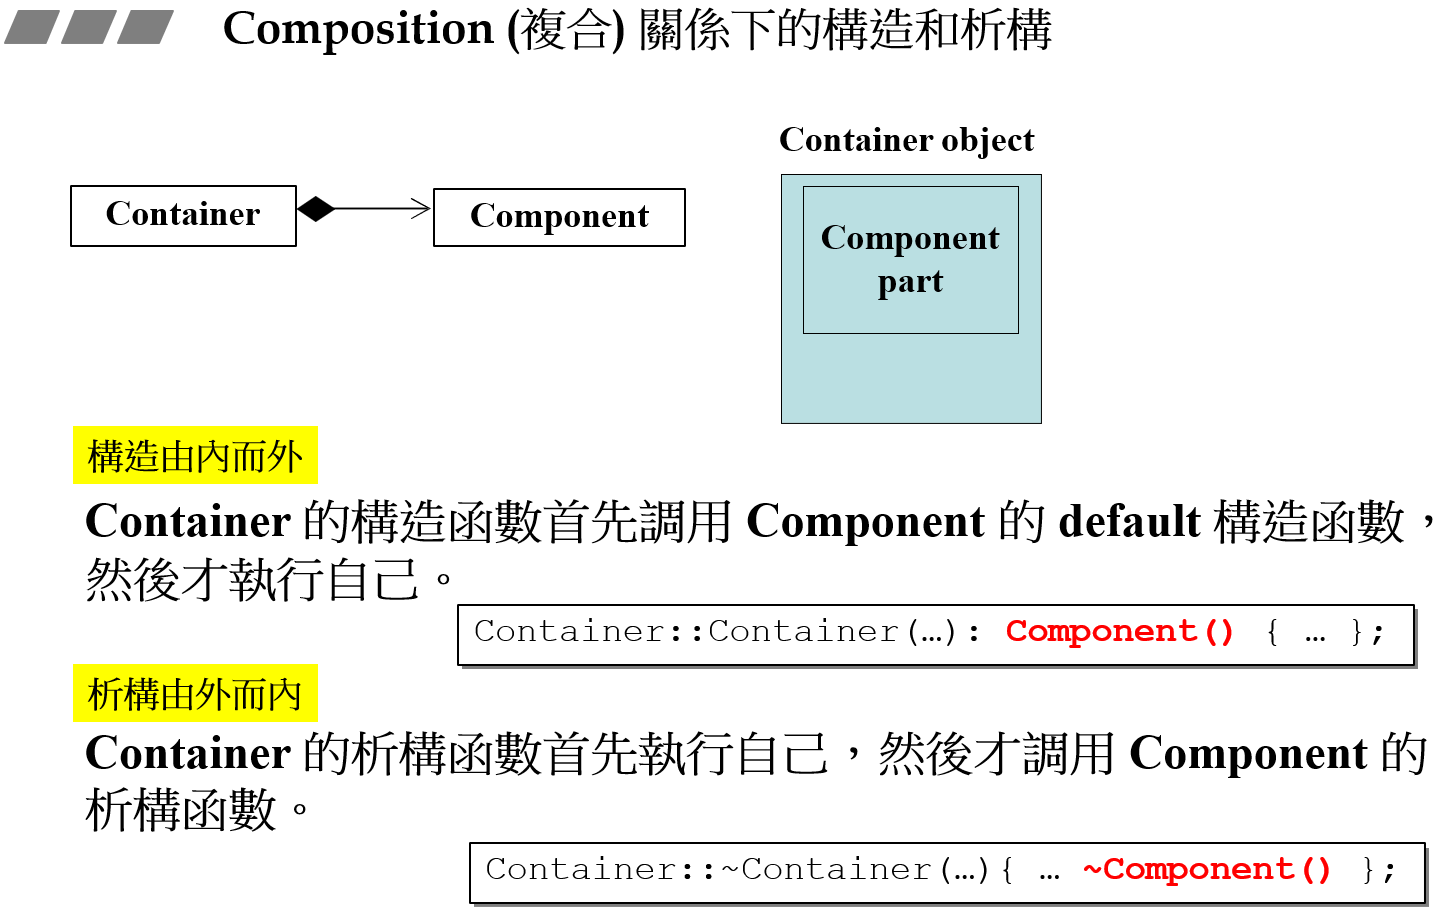 Composition (複合) 關係下的構造和析構
Container object
Container
Component
Component
part
構造由內而外
Container 的構造函數首先調用 Component 的 default 構造函數，
然後才執行自己。
Container::Container(…): Component() { … };
析構由外而內
Container 的析構函數首先執行自己，然後才調用 Component 的
析構函數。
Container::~Container(…){ … ~Component() };